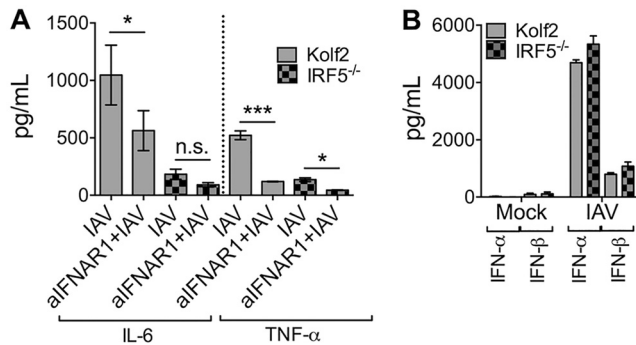 A
pg/mL
1500
1000
500
0
*
n.s.
***
*
Kolf2
IRF5-/-
IAV
aIFNAR1+IAV
IAV
aIFNAR1+IAV
IAV
aIFNAR1+IAV
IAV
aIFNAR1+IAV
IL-6
TNF-α
B
pg/mL
6000
4000
2000
0
Kolf2
IRF5-/-
Mock
IAV
IFN-α
IFN-β
IFN-α
IFN-β